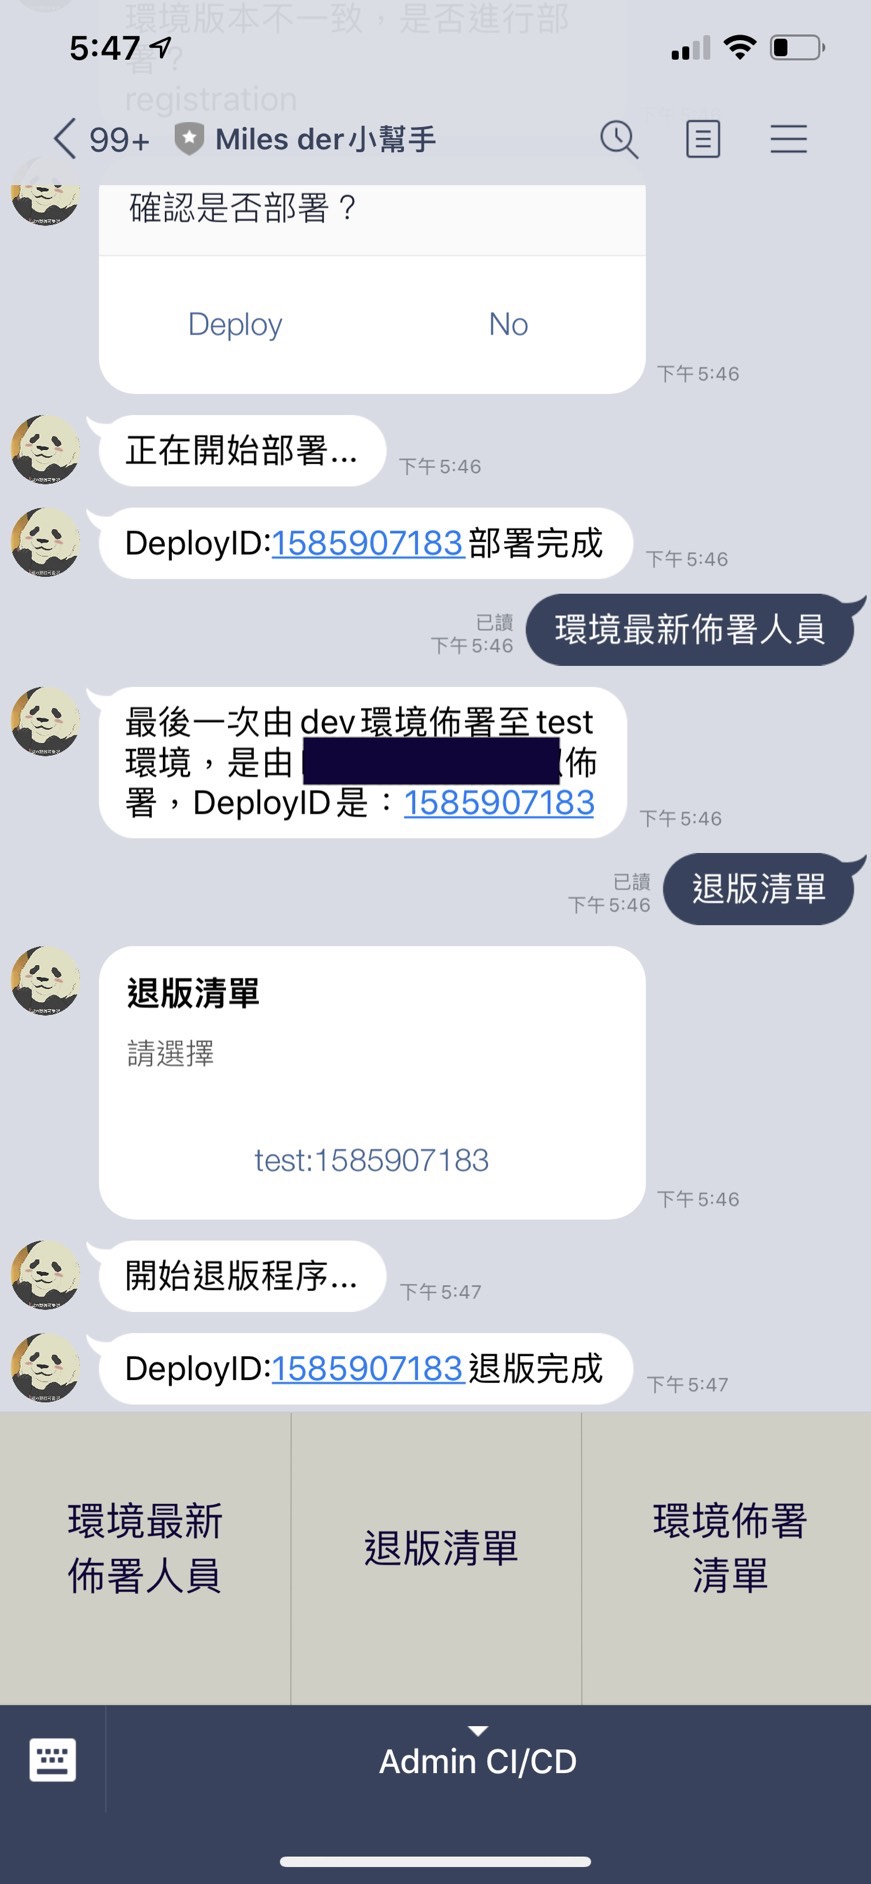 環境版本不一致，是否進行部
署？
registration
5:47
99+ Miles der小幫手
確認是否部署？
Deploy No
下午5:46
正在開始部署...
下午5:46
DeployID:1585907183部署完成
下午5:46
已讀
下午5:46
環境最新佈署人員
最後一次由dev環境佈署至test
環境，是由
佈
署，DeployID是：1585907183
下午5:46
已讀
下午5:46
退版清單
退版清單
請選擇
test:1585907183
下午5:46
開始退版程序...
下午5:47
DeployID:1585907183退版完成
下午5:47
環境最新
佈署人員
退版清單
環境佈署
清單
Admin CI/CD